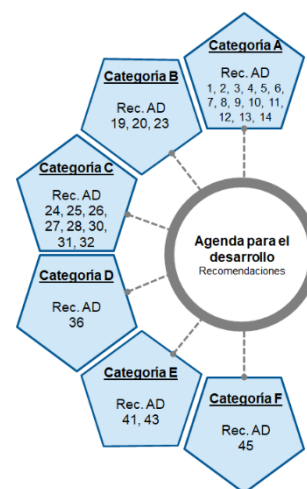 Categoría A
Rec. AD
1, 2, 3, 4, 5, 6,
7, 8, 9, 10, 11,
12, 13, 14
Categoría B
Rec. AD
19, 20, 23
Categoría C
Rec. AD
24, 25, 26,
27, 28, 30,
31, 32
Categoría D
Rec. AD
36
Categoría E
Rec. AD
41, 43
Categoría F
Rec. AD
45
Agenda para el
desarrollo
Recomendaciones